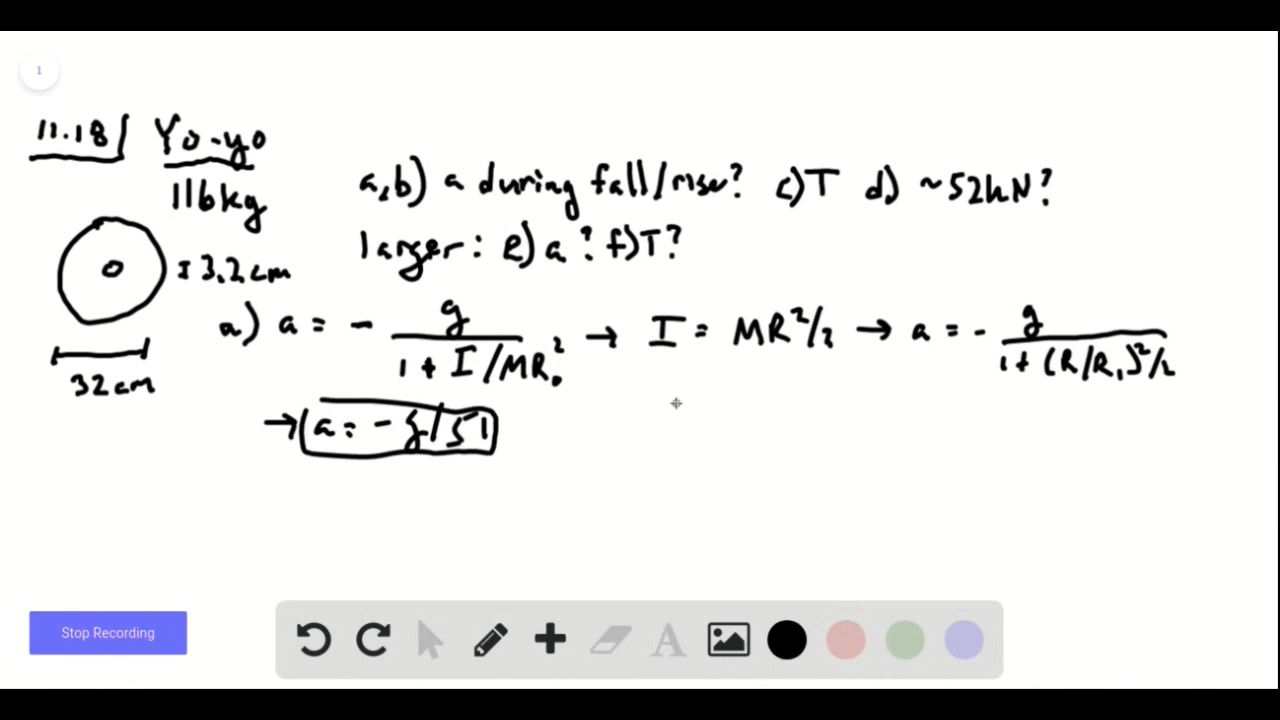 1
11.18 Yo-yo
116kg
a,b) a during fall/rise? c)T d) ~52kN?
larger: e) a? f)T?
3.2cm
32cm
a) a = - g/(1 + I/MR₀²) → I = MR²/2 → a = - g/(1 + (R/R₁)²/2)
→ a = - g/51
Stop Recording
A